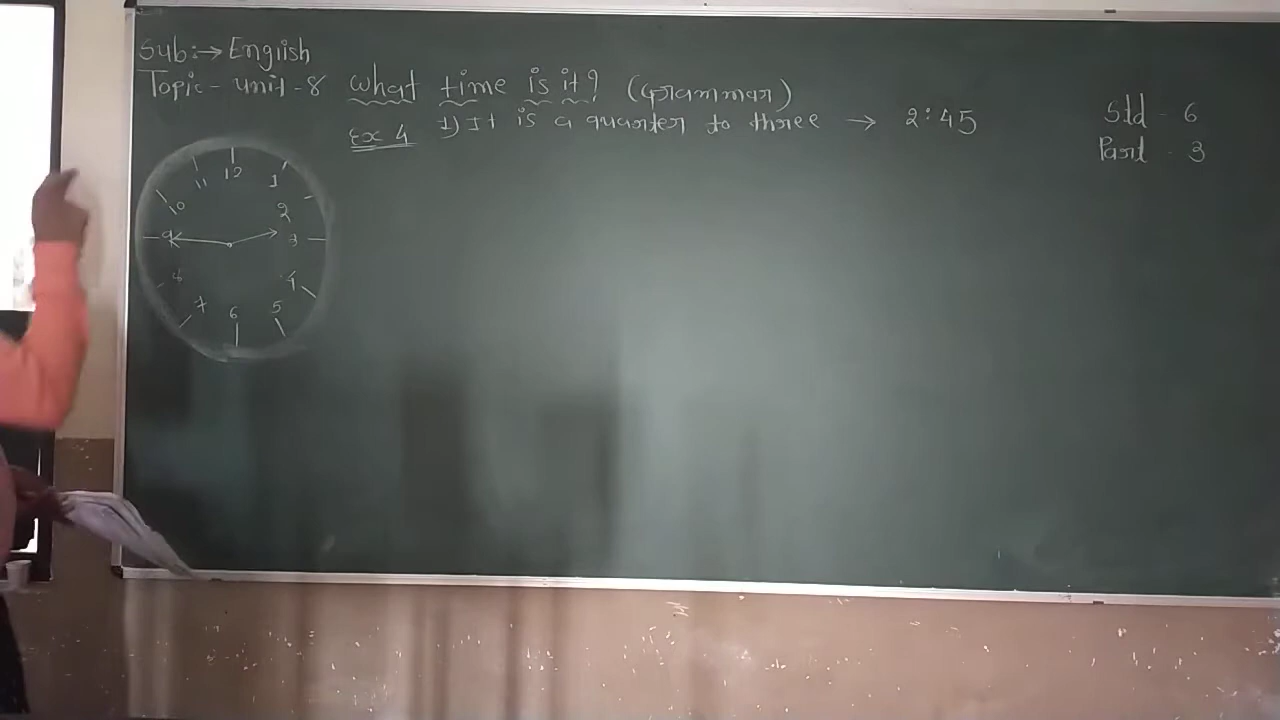 Sub:→ English
Topic - unit - 8 what time is it? (Grammar)
Ex 4 1) It is a quarter to three → 2:45
Std - 6
Part - 3
12
11 1
10 2
9 3
8 4
7 5
6